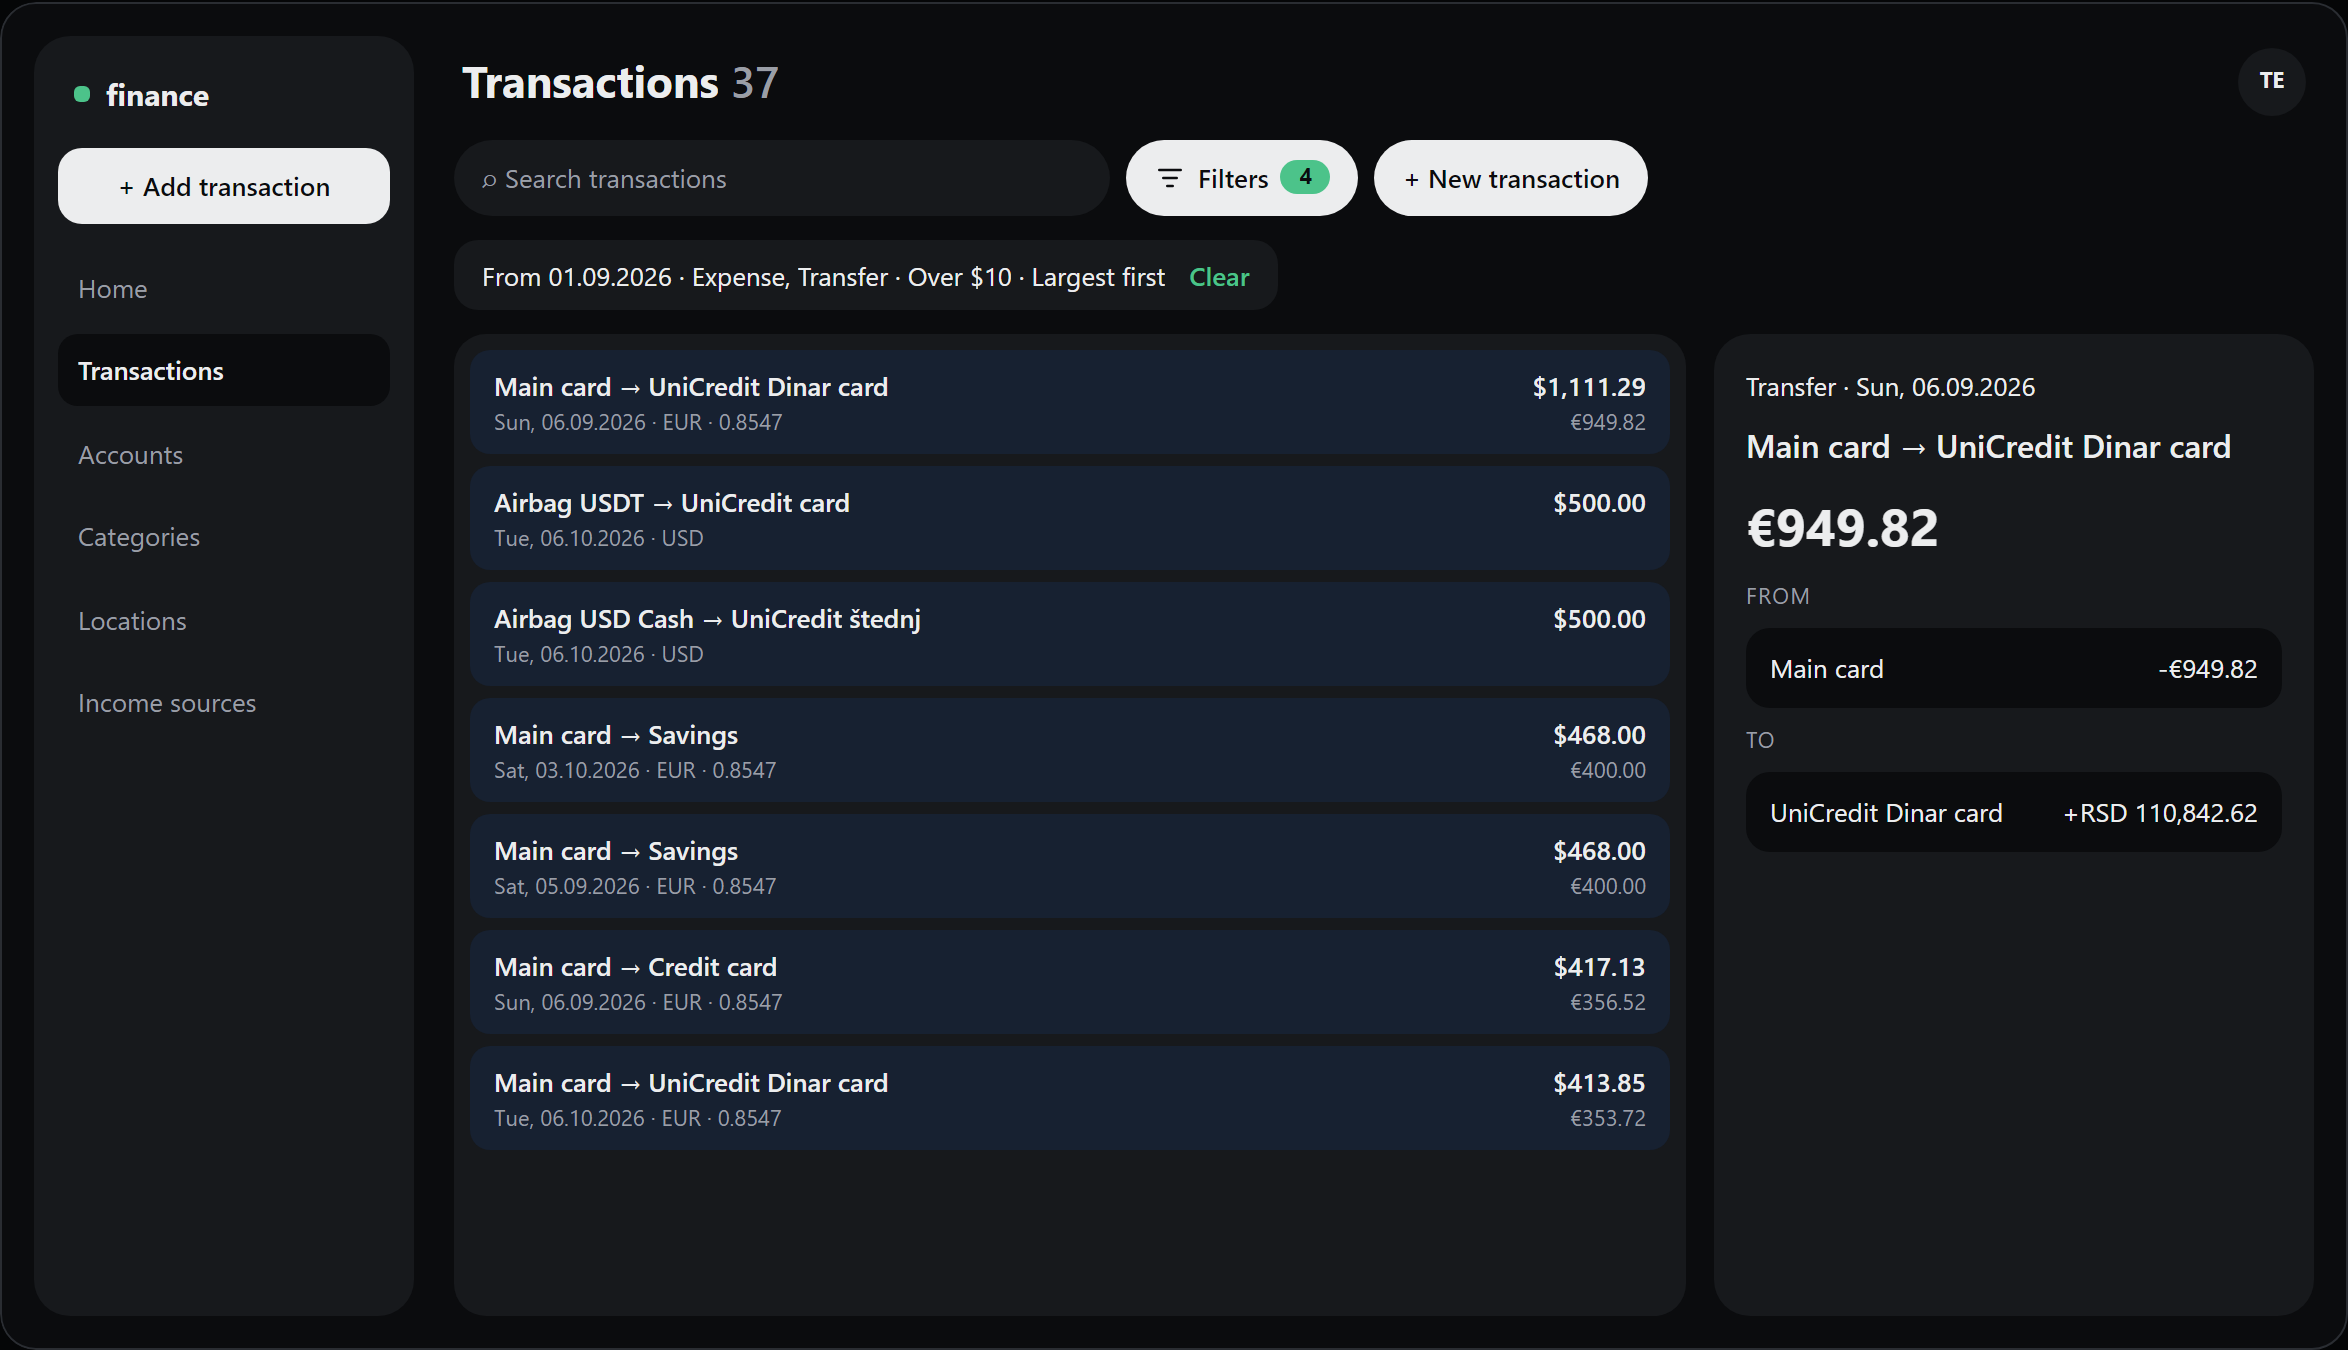 finance
+ Add transaction
Home
Transactions
Accounts
Categories
Locations
Income sources
Transactions 37
TE
Search transactions
Filters 4
+ New transaction
From 01.09.2026 · Expense, Transfer · Over $10 · Largest first Clear
Main card → UniCredit Dinar card $1,111.29
Sun, 06.09.2026 · EUR · 0.8547 €949.82
Airbag USDT → UniCredit card $500.00
Tue, 06.10.2026 · USD
Airbag USD Cash → UniCredit štednj $500.00
Tue, 06.10.2026 · USD
Main card → Savings $468.00
Sat, 03.10.2026 · EUR · 0.8547 €400.00
Main card → Savings $468.00
Sat, 05.09.2026 · EUR · 0.8547 €400.00
Main card → Credit card $417.13
Sun, 06.09.2026 · EUR · 0.8547 €356.52
Main card → UniCredit Dinar card $413.85
Tue, 06.10.2026 · EUR · 0.8547 €353.72
Transfer · Sun, 06.09.2026
Main card → UniCredit Dinar card
€949.82
FROM
Main card -€949.82
TO
UniCredit Dinar card +RSD 110,842.62